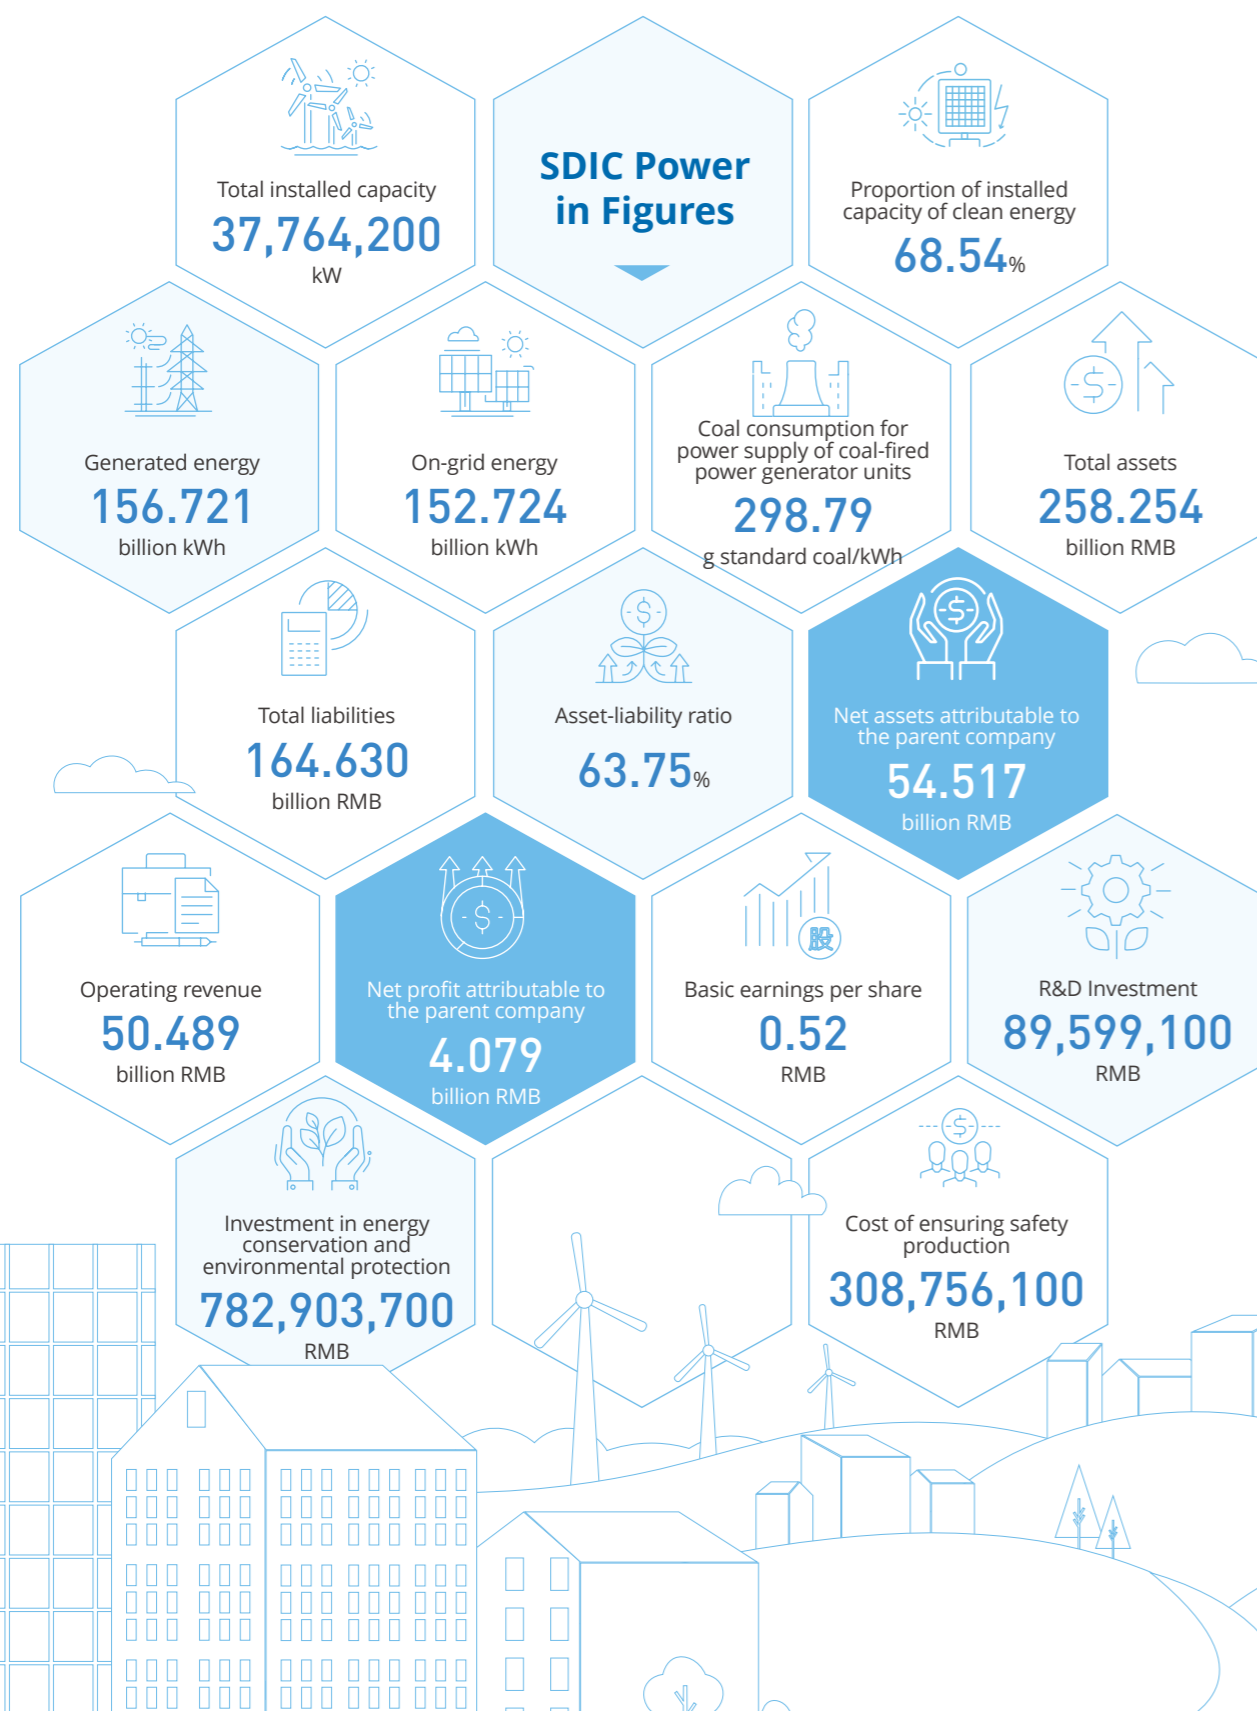 SDIC Power
in Figures
Total installed capacity
37,764,200
kW
Proportion of installed
capacity of clean energy
68.54%
Generated energy
156.721
billion kWh
On-grid energy
152.724
billion kWh
Coal consumption for
power supply of coal-fired
power generator units
298.79
g standard coal/kWh
Total assets
258.254
billion RMB
Total liabilities
164.630
billion RMB
Asset-liability ratio
63.75%
Net assets attributable to
the parent company
54.517
billion RMB
Operating revenue
50.489
billion RMB
Net profit attributable to
the parent company
4.079
billion RMB
股
Basic earnings per share
0.52
RMB
R&D Investment
89,599,100
RMB
Investment in energy
conservation and
environmental protection
782,903,700
RMB
Cost of ensuring safety
production
308,756,100
RMB